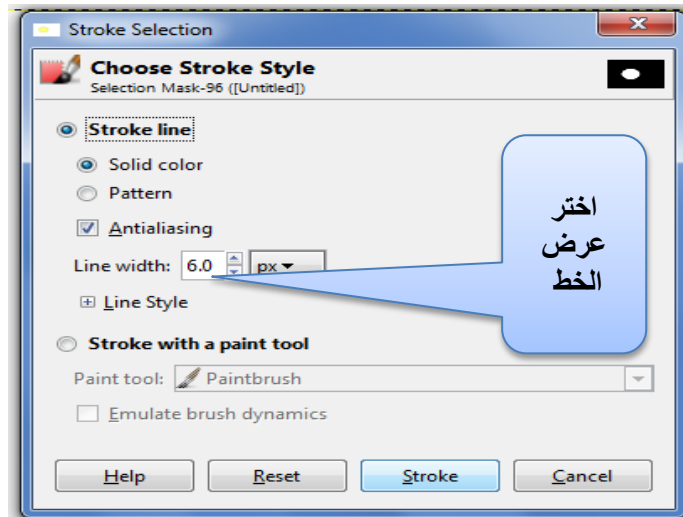 Stroke Selection
Choose Stroke Style
Selection Mask-96 ([Untitled])
Stroke line
Solid color
Pattern
Antialiasing
Line width: 6.0 px
Line Style
Stroke with a paint tool
Paint tool: Paintbrush
Emulate brush dynamics
Help Reset Stroke Cancel
اختر
عرض
الخط